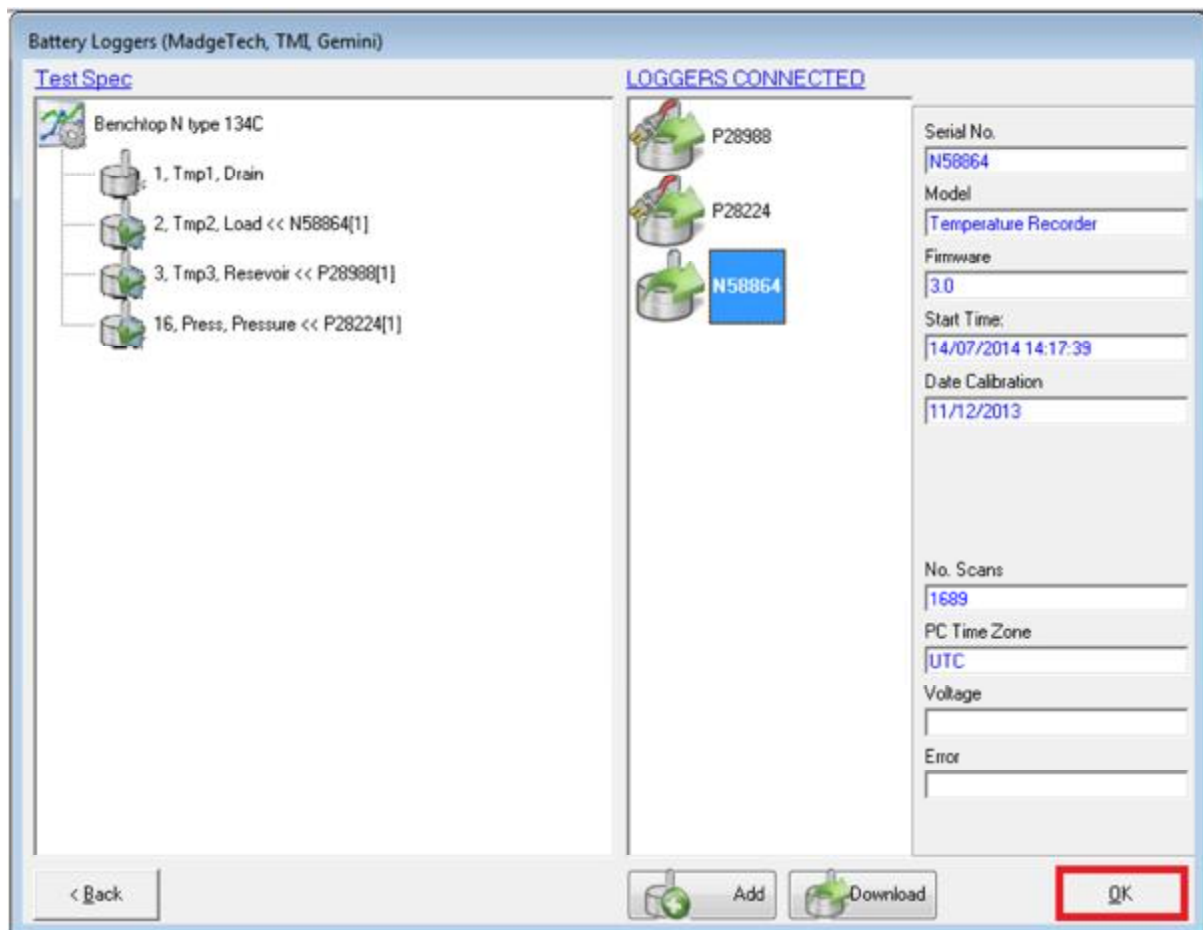 Battery Loggers (MadgeTech, TMI, Gemini)
Test Spec
Benchtop N type 134C
1, Tmp1, Drain
2, Tmp2, Load << N58864[1]
3, Tmp3, Resevoir << P28988[1]
16, Press, Pressure << P28224[1]
LOGGERS CONNECTED
P28988
P28224
N58864
Serial No.
N58864
Model
Temperature Recorder
Firmware
3.0
Start Time:
14/07/2014 14:17:39
Date Calibration
11/12/2013
No. Scans
1689
PC Time Zone
UTC
Voltage
Error
< Back
Add
Download
OK